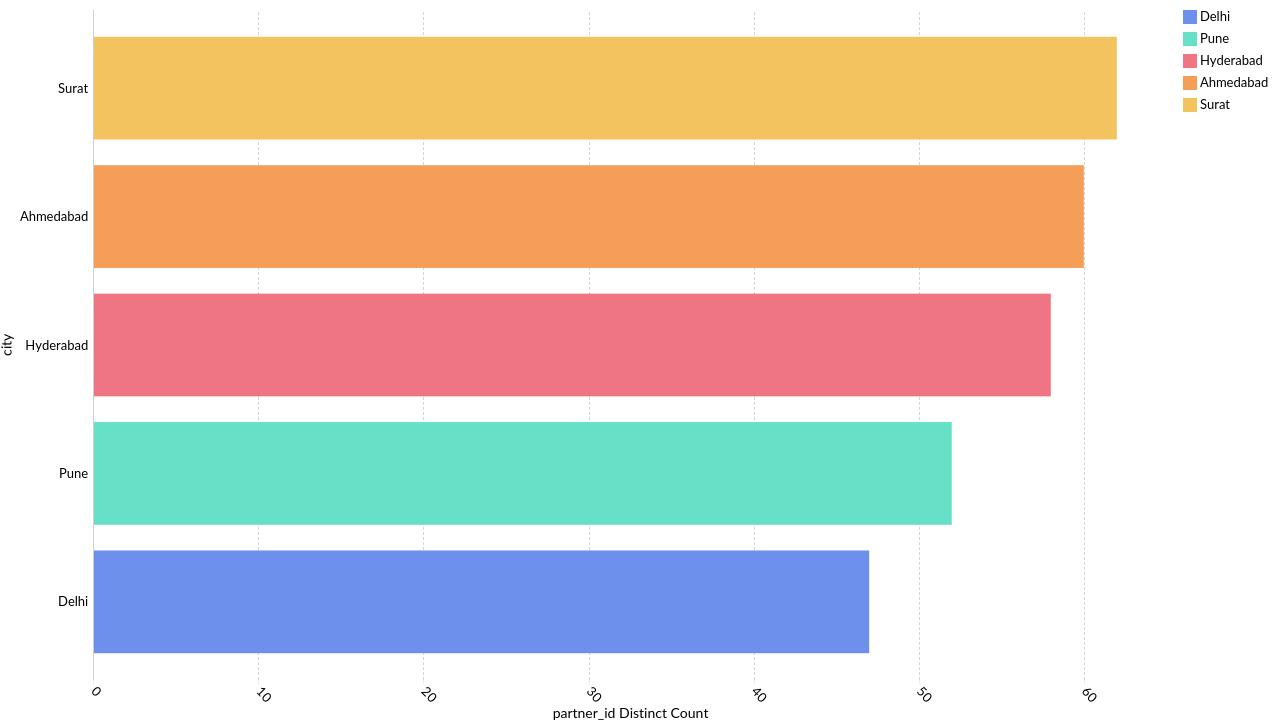 Delhi
Pune
Hyderabad
Ahmedabad
Surat
city
Surat
Ahmedabad
Hyderabad
Pune
Delhi
0 10 20 30 40 50 60
partner_id Distinct Count